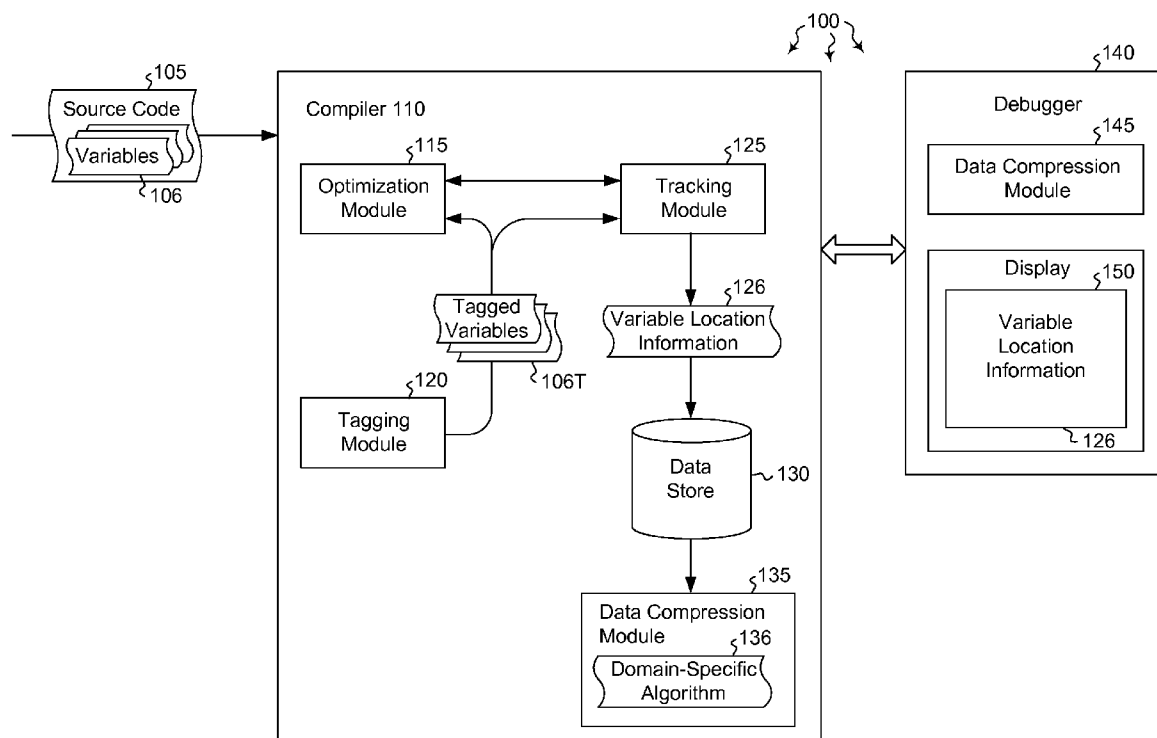 100
105
Source Code
Variables
106
Compiler 110
115
Optimization
Module
125
Tracking
Module
Tagged
Variables
106T
126
Variable Location
Information
120
Tagging
Module
Data
Store
130
135
Data Compression
Module
136
Domain-Specific
Algorithm
140
Debugger
145
Data Compression
Module
Display
150
Variable
Location
Information
126